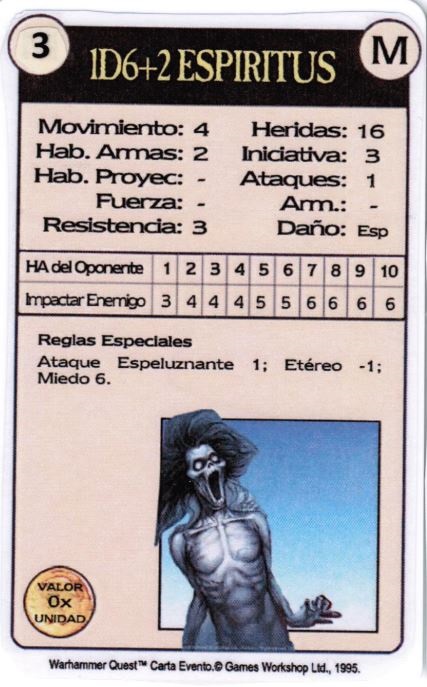 3
1D6+2 ESPIRITUS
M
Movimiento: 4 Heridas: 16
Hab. Armas: 2 Iniciativa: 3
Hab. Proyec: - Ataques: 1
Fuerza: - Arm.: -
Resistencia: 3 Daño: Esp
HA del Oponente 1 2 3 4 5 6 7 8 9 10
Impactar Enemigo 3 4 4 4 5 5 6 6 6 6
Reglas Especiales
Ataque Espeluznante 1; Etéreo -1;
Miedo 6.
VALOR
0x
UNIDAD
Warhammer Quest™ Carta Evento.© Games Workshop Ltd., 1995.